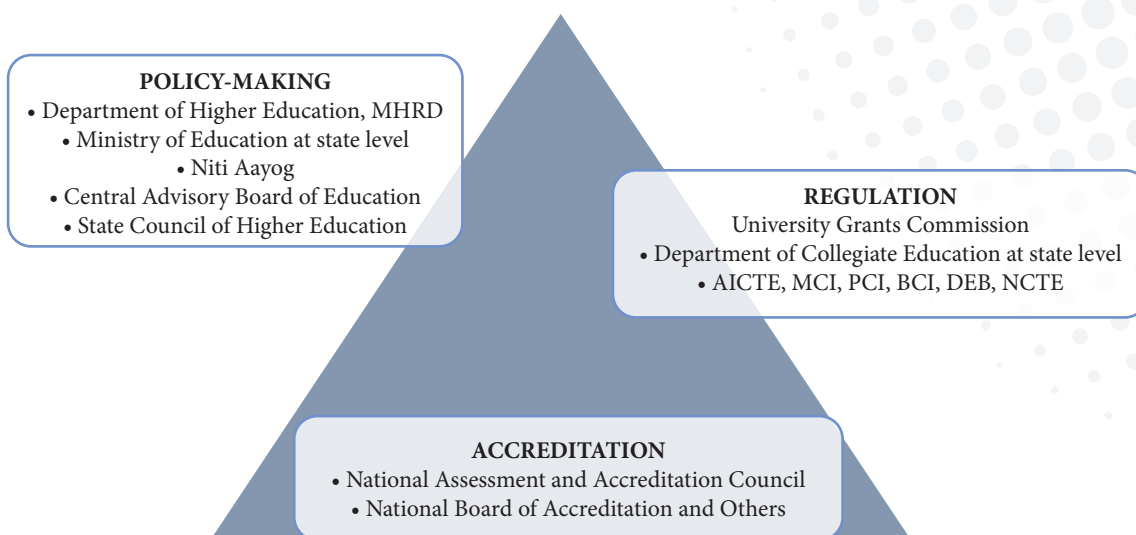 POLICY-MAKING
• Department of Higher Education, MHRD
• Ministry of Education at state level
• Niti Aayog
• Central Advisory Board of Education
• State Council of Higher Education
REGULATION
University Grants Commission
• Department of Collegiate Education at state level
• AICTE, MCI, PCI, BCI, DEB, NCTE
ACCREDITATION
• National Assessment and Accreditation Council
• National Board of Accreditation and Others